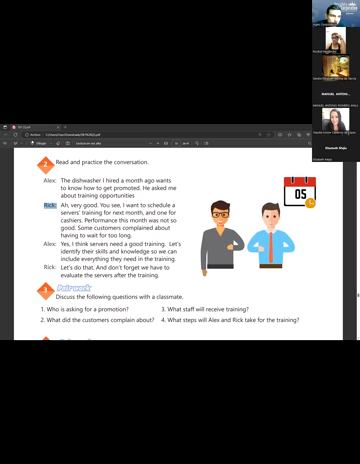 2 Read and practice the conversation.
Alex: The dishwasher I hired a month ago wants
to know how to get promoted. He asked me
about training opportunities
Rick: Ah, very good. You see, I want to schedule a
servers' training for next month, and one for
cashiers. Performance this month was not so
good. Some customers complained about
having to wait for too long.
Alex: Yes, I think servers need a good training. Let's
identify their skills and knowledge so we can
include everything they need in the training.
Rick: Let's do that. And don't forget we have to
evaluate the servers after the training.
05
3 Pair work
Discuss the following questions with a classmate.
1. Who is asking for a promotion?
3. What staff will receive training?
2. What did the customers complain about?
4. What steps will Alex and Rick take for the training?